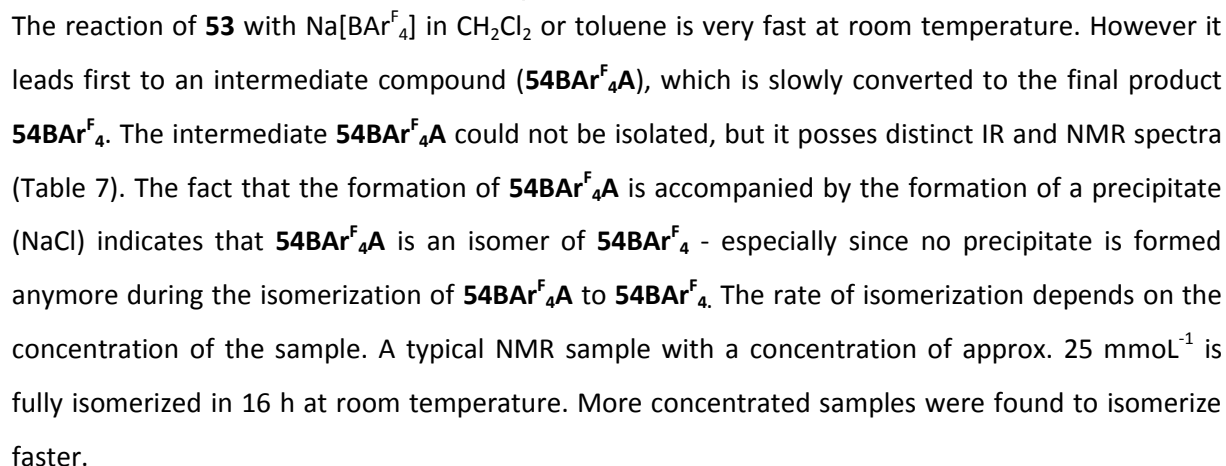 The reaction of 53 with Na[BArF4] in CH2Cl2 or toluene is very fast at room temperature. However it
leads first to an intermediate compound (54BArF4A), which is slowly converted to the final product
54BArF4. The intermediate 54BArF4A could not be isolated, but it posses distinct IR and NMR spectra
(Table 7). The fact that the formation of 54BArF4A is accompanied by the formation of a precipitate
(NaCl) indicates that 54BArF4A is an isomer of 54BArF4 - especially since no precipitate is formed
anymore during the isomerization of 54BArF4A to 54BArF4. The rate of isomerization depends on the
concentration of the sample. A typical NMR sample with a concentration of approx. 25 mmoL-1 is
fully isomerized in 16 h at room temperature. More concentrated samples were found to isomerize
faster.